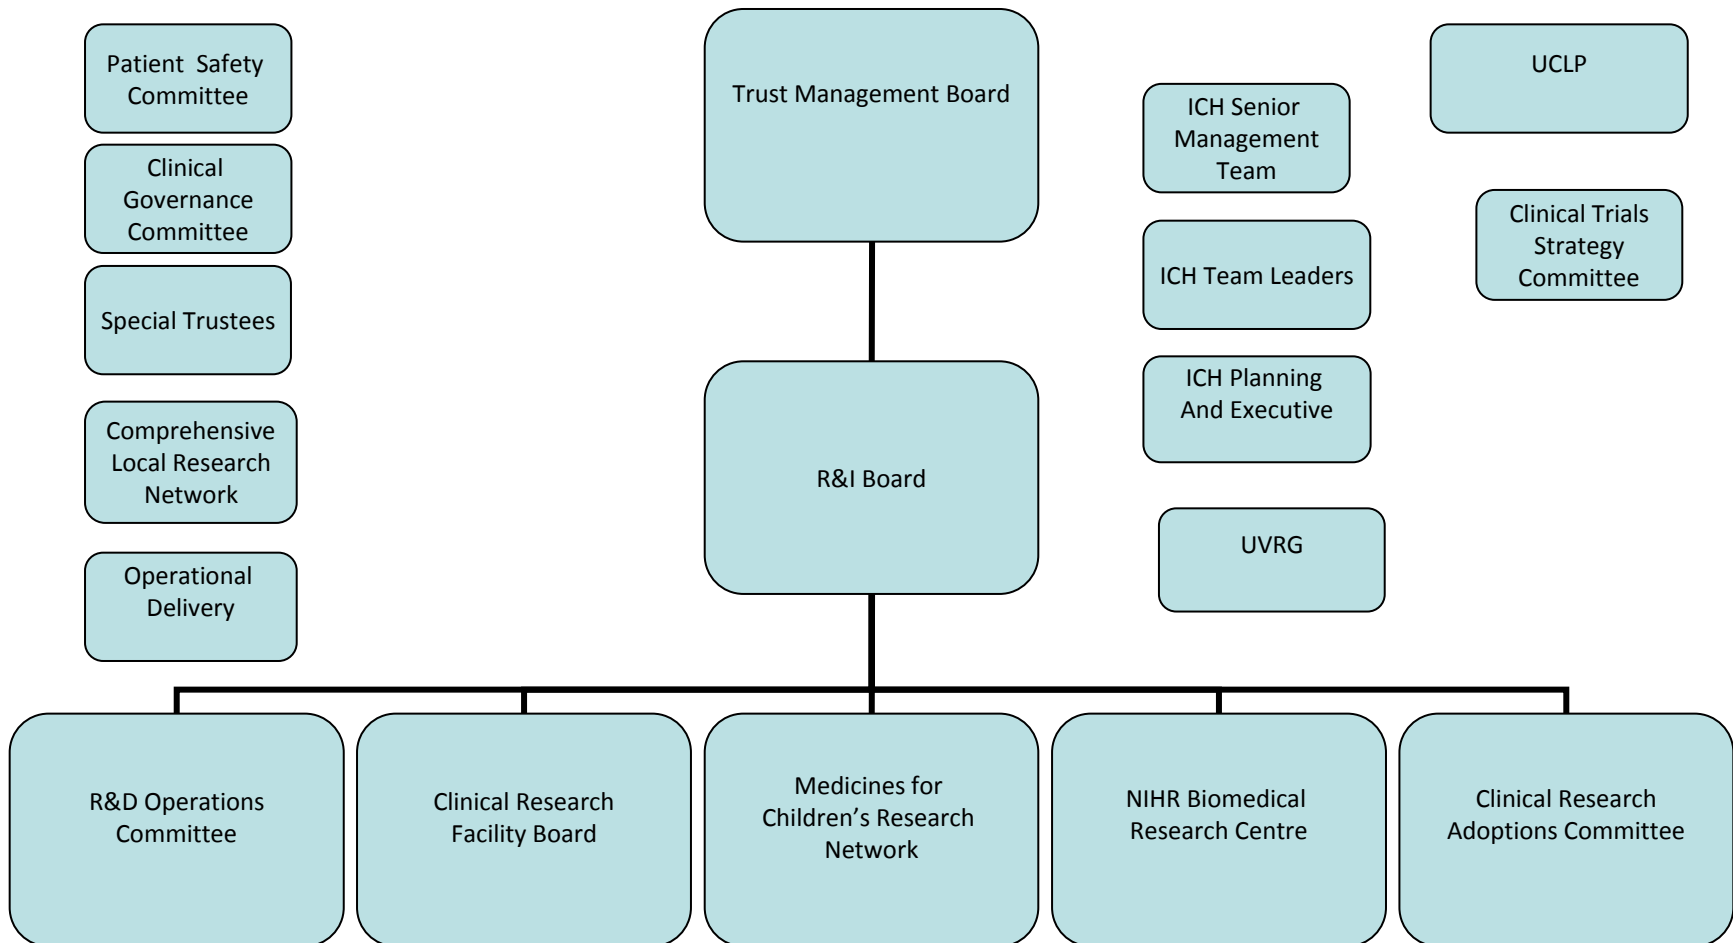 Patient Safety
Committee
Clinical
Governance
Committee
Special Trustees
Comprehensive
Local Research
Network
Operational
Delivery
Trust Management Board
R&I Board
ICH Senior
Management
Team
ICH Team Leaders
ICH Planning
And Executive
UVRG
UCLP
Clinical Trials
Strategy
Committee
R&D Operations
Committee
Clinical Research
Facility Board
Medicines for
Children’s Research
Network
NIHR Biomedical
Research Centre
Clinical Research
Adoptions Committee